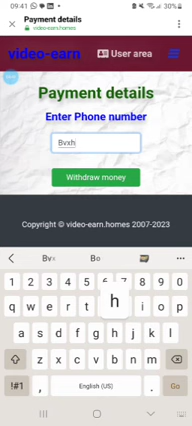 09:41
30%
Payment details
video-earn.homes
video-earn
User area
Payment details
Enter Phone number
Bvxh
Withdraw money
Copyright © video-earn.homes 2007-2023
Bvx
Bo
1 2 3 4 5 6 7 8 9 0
q w e r t i o p
h
a s d f g h j k l
z x c v b n m
!#1 , English (US) . Go